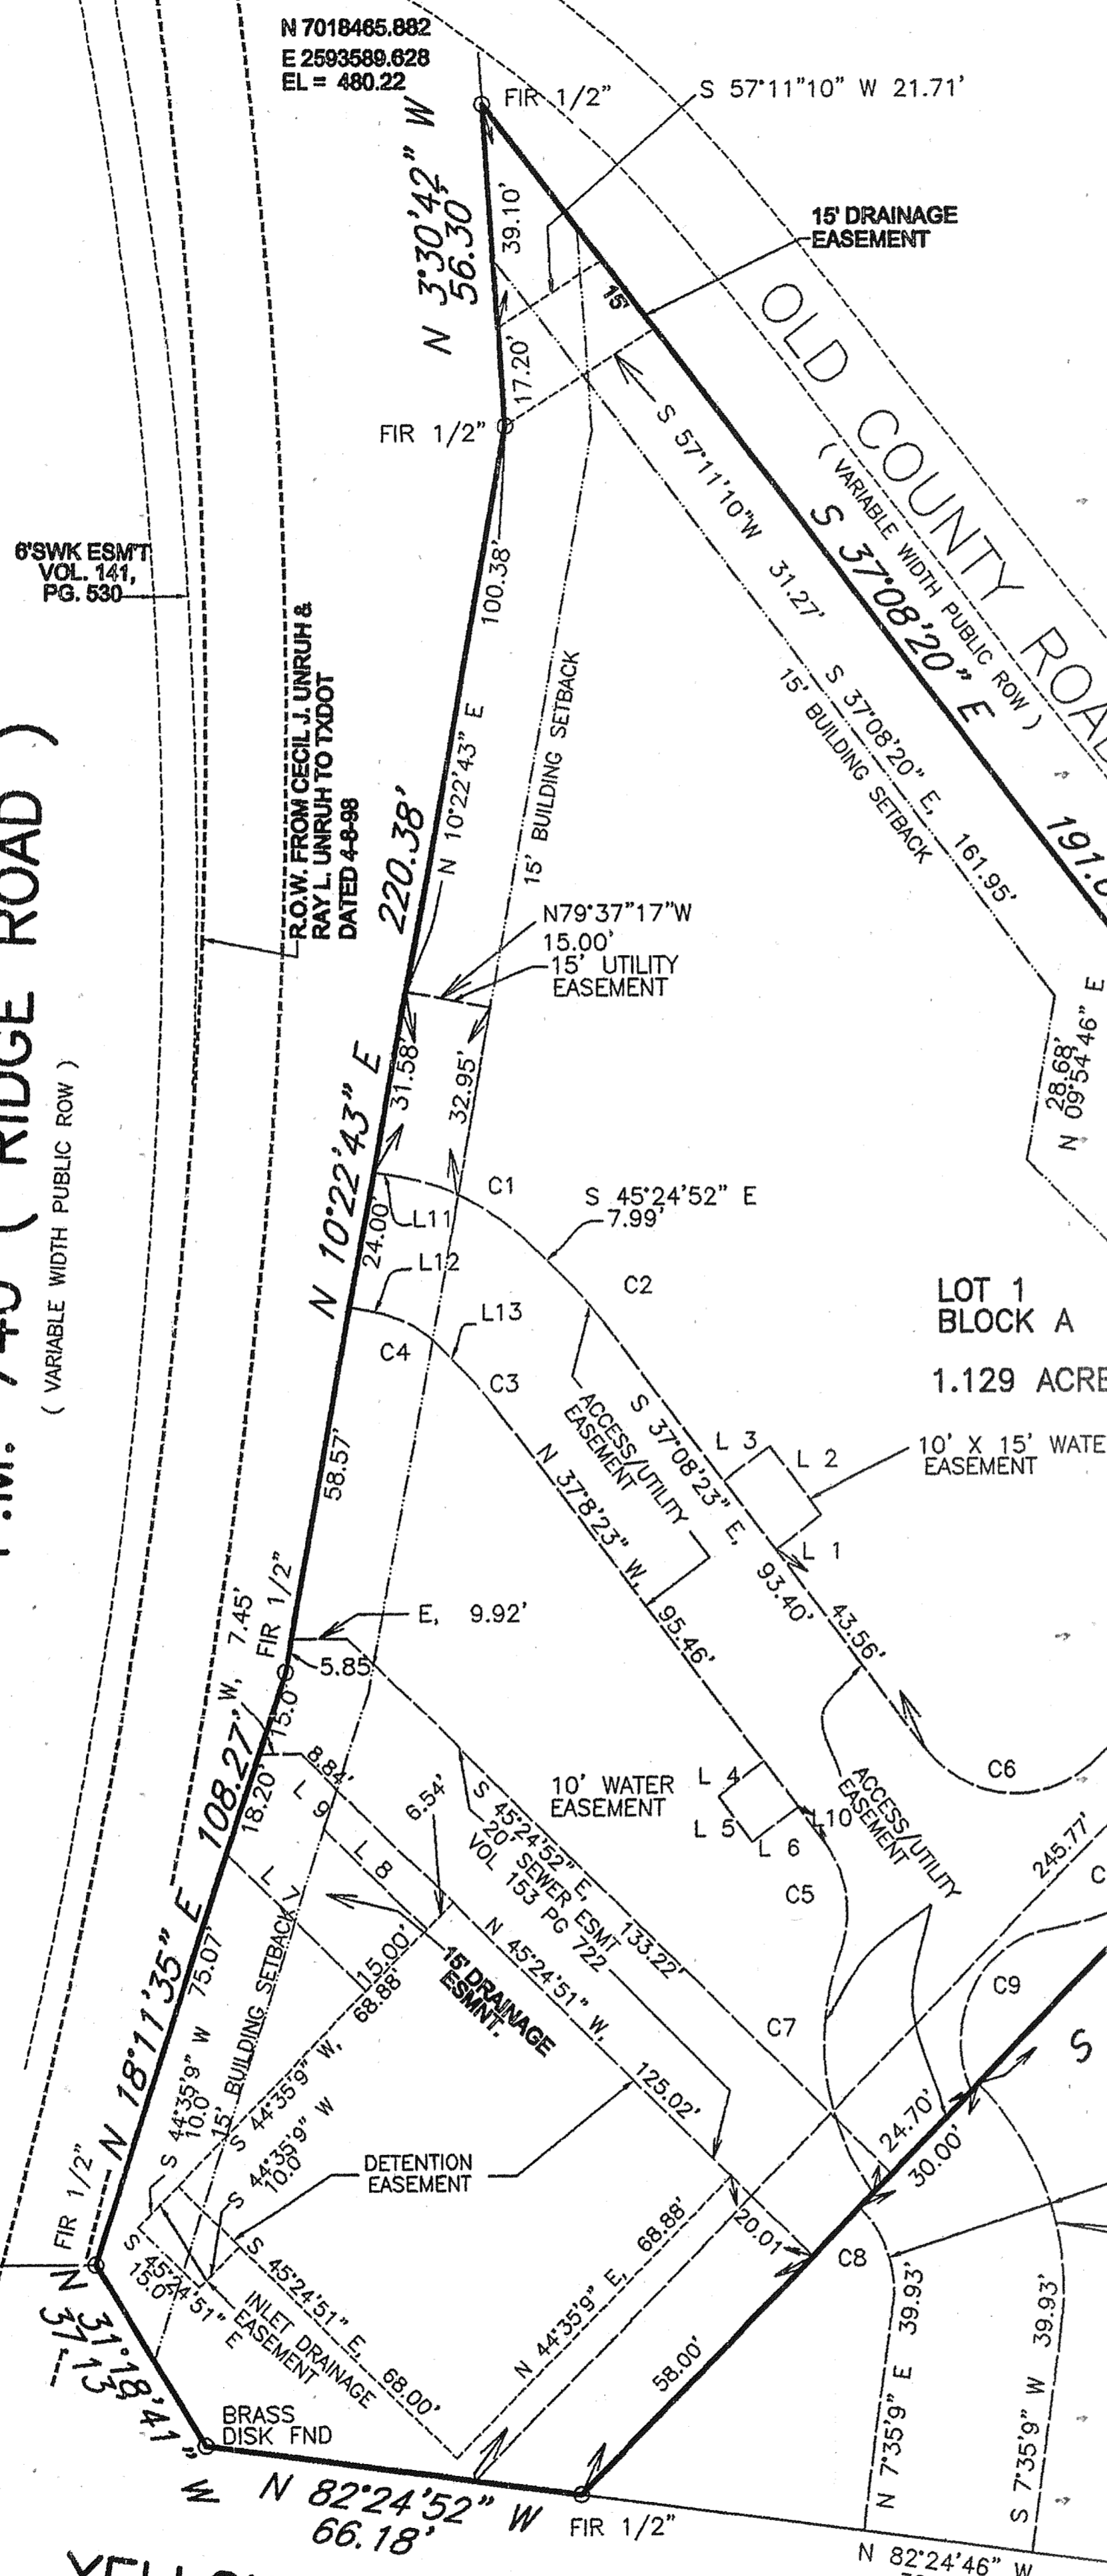 N 7018465.882
E 2593589.628
EL = 480.22
FIR 1/2"
S 57°11"10" W 21.71'
N 3°30'42" W
56.30'
39.10'
15' DRAINAGE
EASEMENT
15'
17.20'
FIR 1/2"
S 57°11'10"W 31.27'
OLD COUNTY ROAD
( VARIABLE WIDTH PUBLIC ROW )
S 37°08'20" E
S 37°08'20" E, 161.95'
15' BUILDING SETBACK
6'SWK ESM'T
VOL. 141,
PG. 530
R.O.W. FROM CECIL J. UNRUH &
RAY L. UNRUH TO TXDOT
DATED 4-8-98
100.38'
N 10°22'43" E
15' BUILDING SETBACK
220.38'
N79°37"17"W
15.00'
15' UTILITY
EASEMENT
( RIDGE ROAD )
( VARIABLE WIDTH PUBLIC ROW )
N 10°22'43" E
31.58'
32.95'
28.68'
N 09°54'46" E
C1
L11
24.00'
S 45°24'52" E
7.99'
L12
C2
L13
C4
C3
LOT 1
BLOCK A
1.129 ACRE
ACCESS/UTILITY
EASEMENT
S 37°08'23" E, 93.40'
L 3
L 2
10' X 15' WATE
EASEMENT
L 1
N 37°8'23" W, 95.46'
43.56'
58.57'
FIR 1/2"
7.45'
W,
E, 9.92'
5.85
15.0'
108.27'
N 18°11'35" E
18.20'
8.84'
L 9
6.54'
L 8
L 7
10' WATER
EASEMENT
L 4
L 5
L 6
L10
C5
C6
ACCESS/UTILITY
EASEMENT
245.77'
S 45°24'52" E, 133.22'
20' SEWER ESMT
VOL 153 PG 722
N 45°24'51" W, 125.02'
15' DRAINAGE
ESMNT.
15.00'
S 44°35'9" W, 68.88'
75.07'
15' BUILDING SETBACK
S 44°35'9" W
10.0'
S 44°35'9" W
10.0'
DETENTION
EASEMENT
C7
C9
S
24.70'
30.00'
FIR 1/2"
S 45°24'51" E
15.0'
INLET DRAINAGE
EASEMENT
S 45°24'51" E, 68.00'
N 44°35'9" E, 68.88'
20.01'
C8
58.00'
N 31°18'41" W
37.13
BRASS
DISK FND
N 82°24'52" W
66.18'
FIR 1/2"
N 7°35'9" E 39.93'
S 7°35'9" W 39.93'
N 82°24'46" W